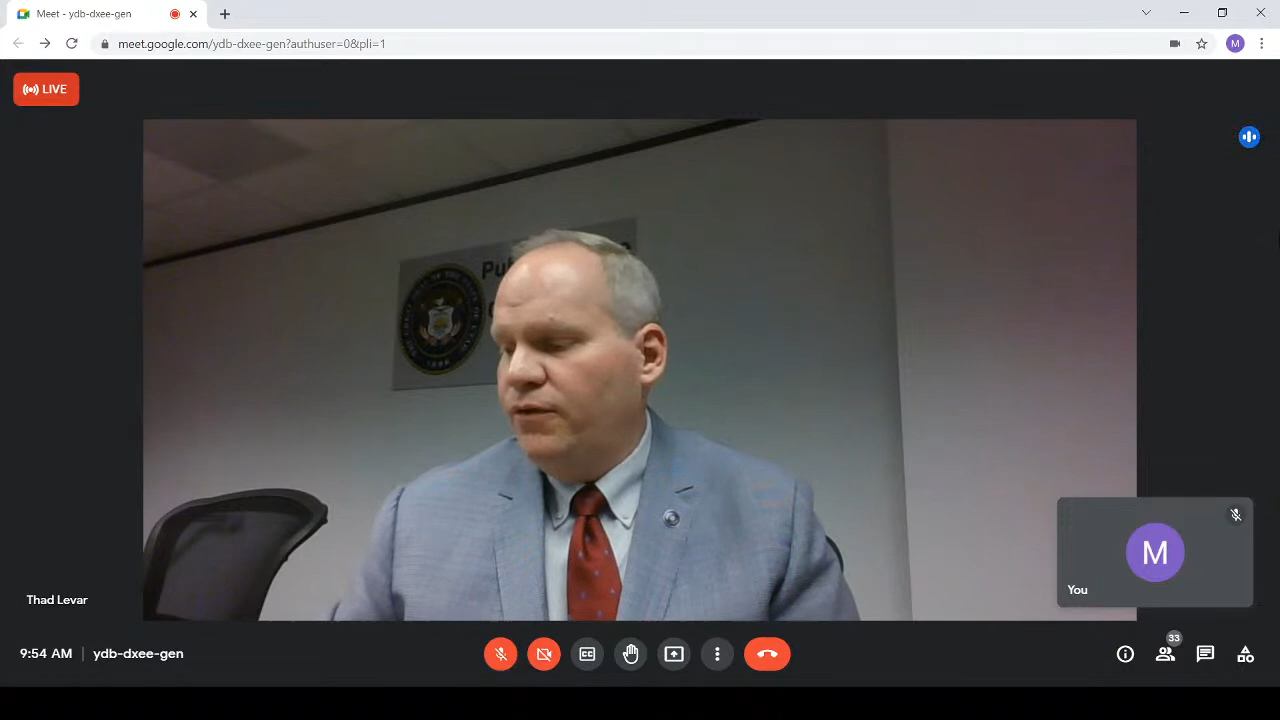 Meet - ydb-dxee-gen
meet.google.com/ydb-dxee-gen?authuser=0&pli=1
M
LIVE
M
You
Thad Levar
9:54 AM | ydb-dxee-gen
CC
33